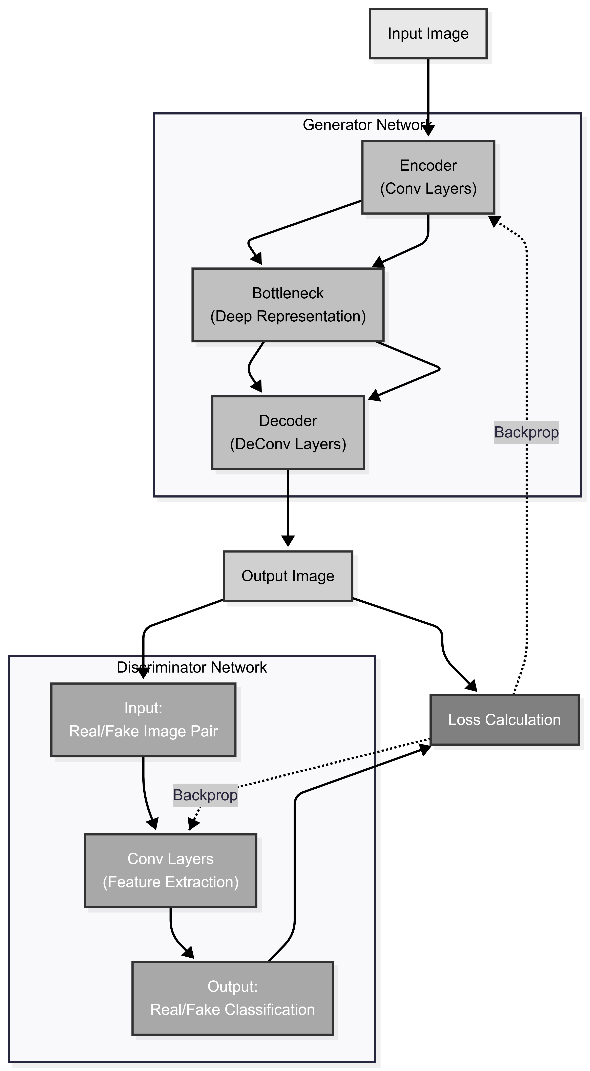 Input Image
Generator Network
Encoder
(Conv Layers)
Bottleneck
(Deep Representation)
Decoder
(DeConv Layers)
Backprop
Output Image
Discriminator Network
Input:
Real/Fake Image Pair
Loss Calculation
Backprop
Conv Layers
(Feature Extraction)
Output:
Real/Fake Classification